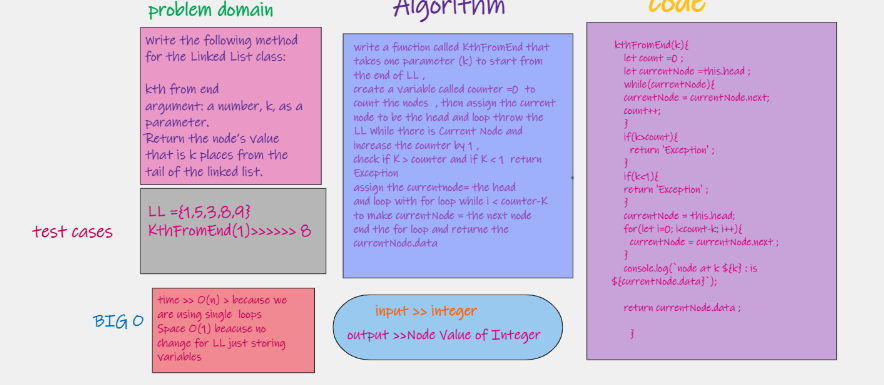 problem domain
Write the following method
for the Linked List class:
kth from end
argument: a number, k, as a
parameter.
Return the node's value
that is k places from the
tail of the linked list.
test cases
LL ={1,5,3,8,9}
KthFromEnd(1)>>>>>> 8
BIG O
time >> O(n) > because we
are using single loops
Space O(1) beacuse no
change for LL just storing
variables
Algorithm
write a function called KthFromEnd that
takes one parameter (k) to start from
the end of LL ,
create a variable called counter =0 to
count the nodes , then assign the current
node to be the head and loop throw the
LL While there is Current Node and
increase the counter by 1 ,
check if K > counter and if K < 1 return
Exception
assign the currentnode= the head
and loop with for loop while i < counter-K
to make currentNode = the next node
end the for loop and returne the
currentNode.data
input >> integer
output >>Node Value of Integer
code
kthFromEnd(k){
let count =0 ;
let currentNode =this.head ;
while(currentNode){
currentNode = currentNode.next;
count++;
}
if(k>count){
return 'Exception' ;
}
if(k<1){
return 'Exception' ;
}
currentNode = this.head;
for(let i=0; i<count-k; i++){
currentNode = currentNode.next ;
}
console.log(`node at k ${k} : is
${currentNode.data}`);
return currentNode.data ;
}